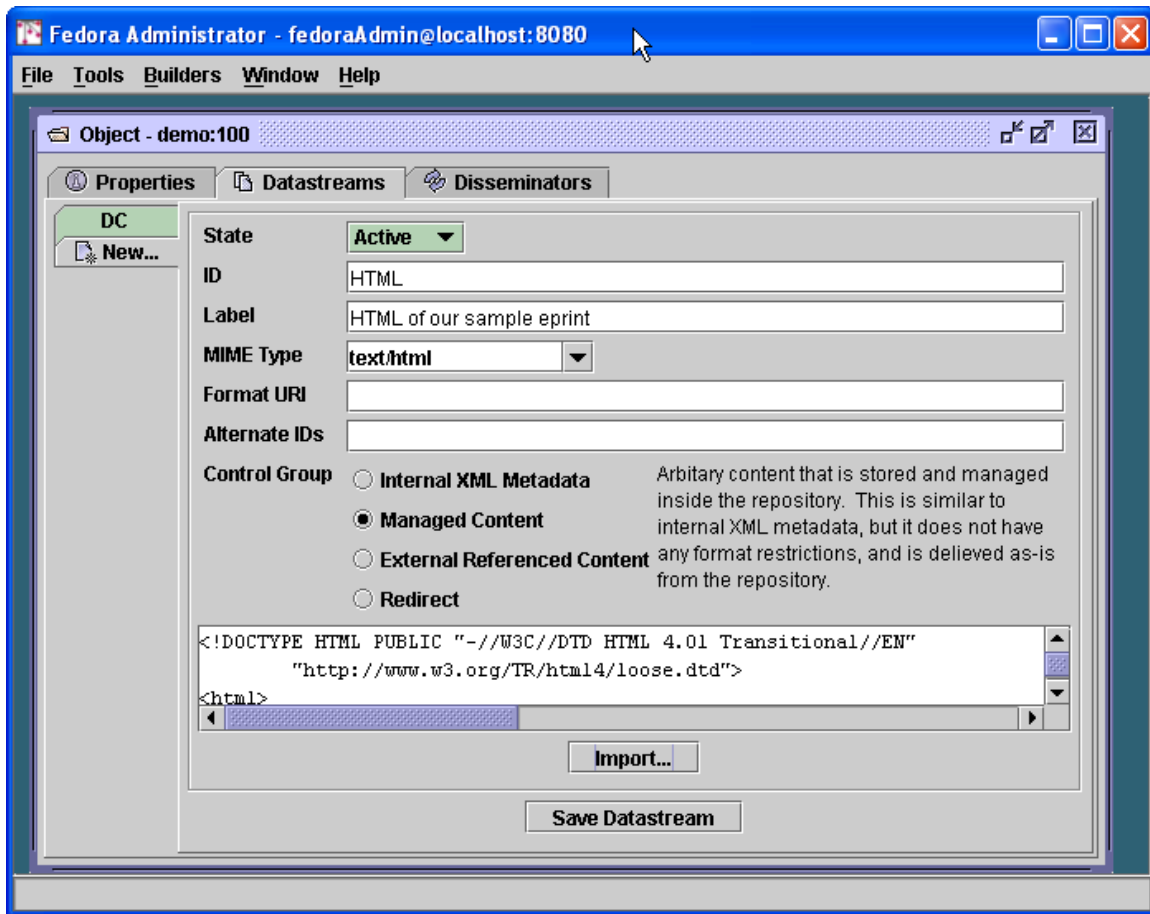 Fedora Administrator - fedoraAdmin@localhost:8080
File Tools Builders Window Help
Object - demo:100
Properties Datastreams Disseminators
DC
New...
State Active
ID HTML
Label HTML of our sample eprint
MIME Type text/html
Format URI
Alternate IDs
Control Group
Internal XML Metadata
Managed Content
External Referenced Content
Redirect
Arbitary content that is stored and managed
inside the repository. This is similar to
internal XML metadata, but it does not have
any format restrictions, and is delieved as-is
from the repository.
<!DOCTYPE HTML PUBLIC "-//W3C//DTD HTML 4.01 Transitional//EN"
"http://www.w3.org/TR/html4/loose.dtd">
<html>
Import...
Save Datastream